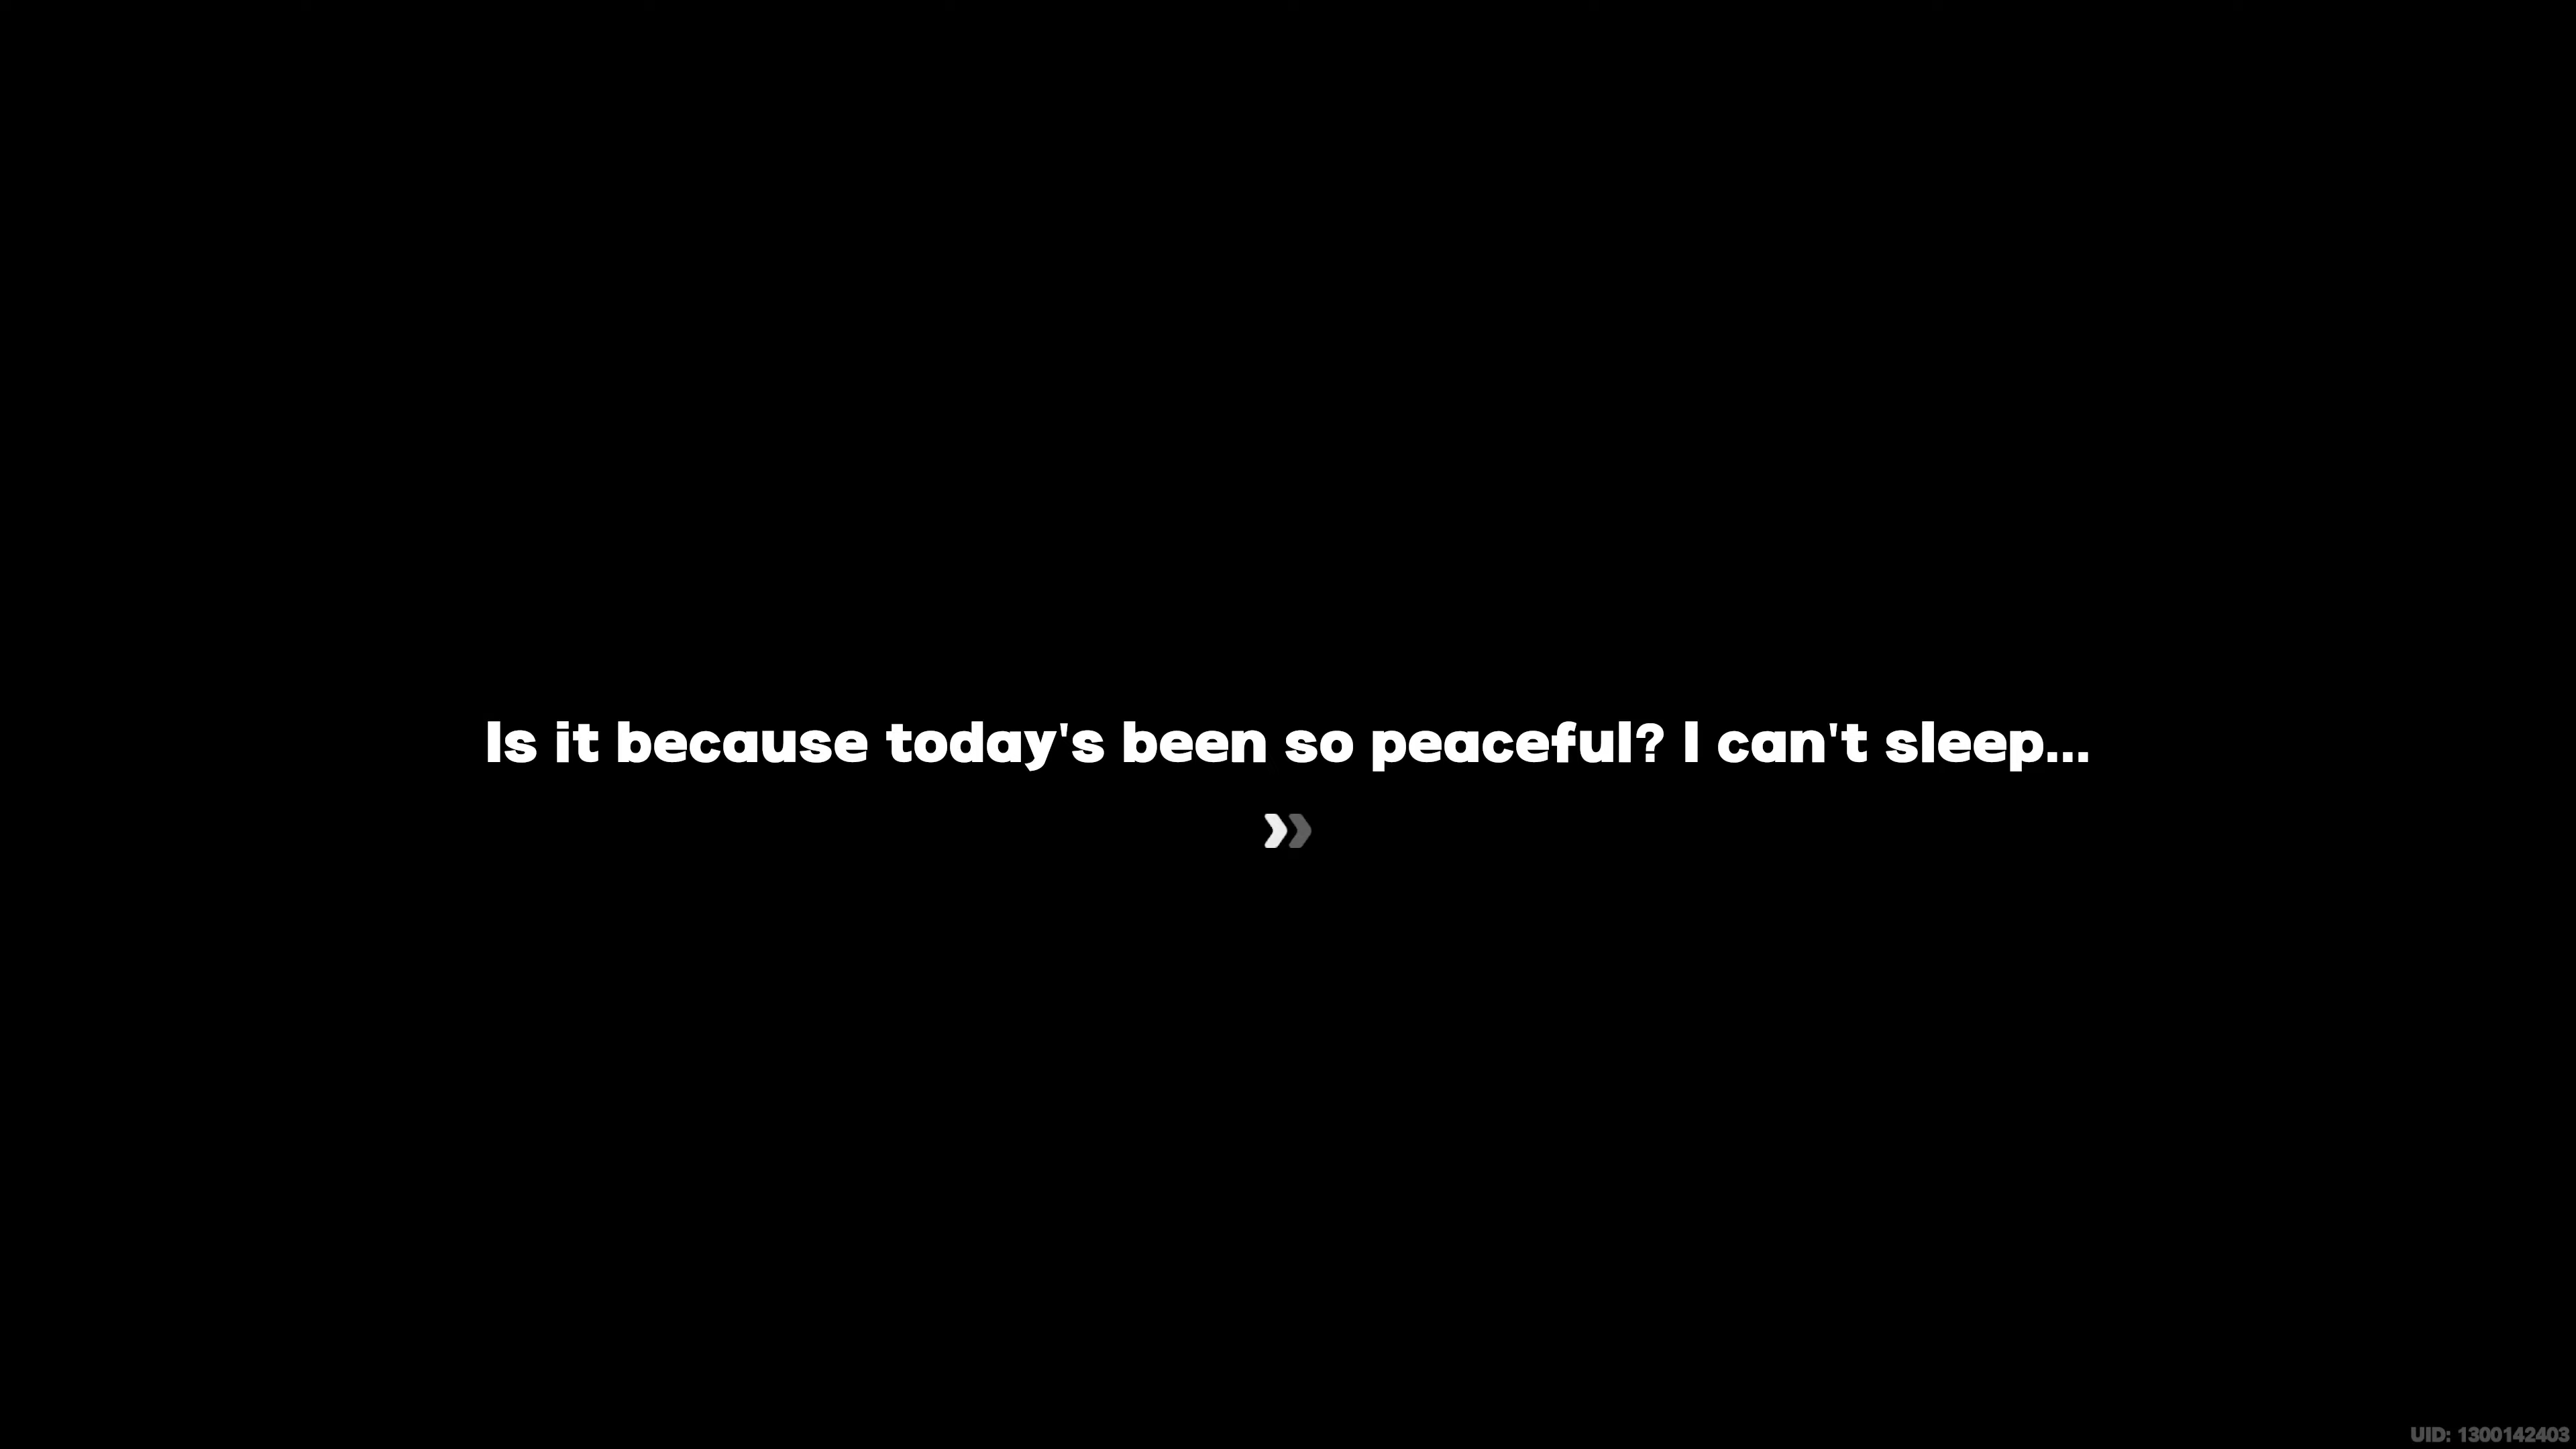 Is it because today's been so peaceful? I can't sleep...
UID: 1300142403